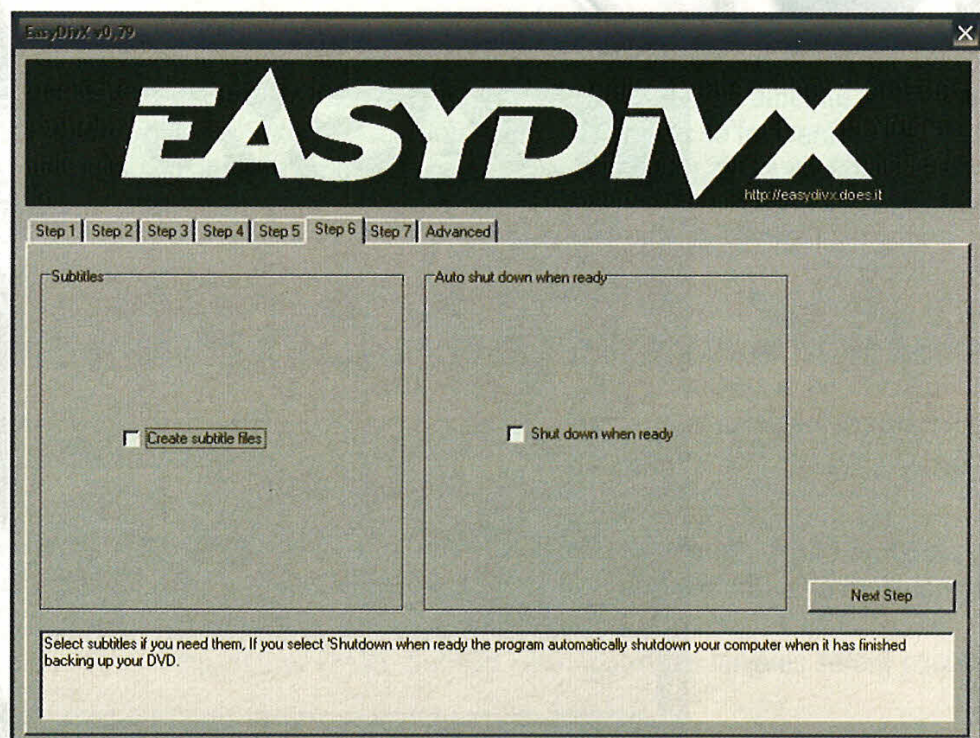 EasyDivX v0,79
EASYDiVX
http://easydivx.does.it
Step 1 Step 2 Step 3 Step 4 Step 5 Step 6 Step 7 Advanced
Subtitles
Auto shut down when ready
Create subtitle files
Shut down when ready
Next Step
Select subtitles if you need them, If you select 'Shutdown when ready the program automatically shutdown your computer when it has finished
backing up your DVD.